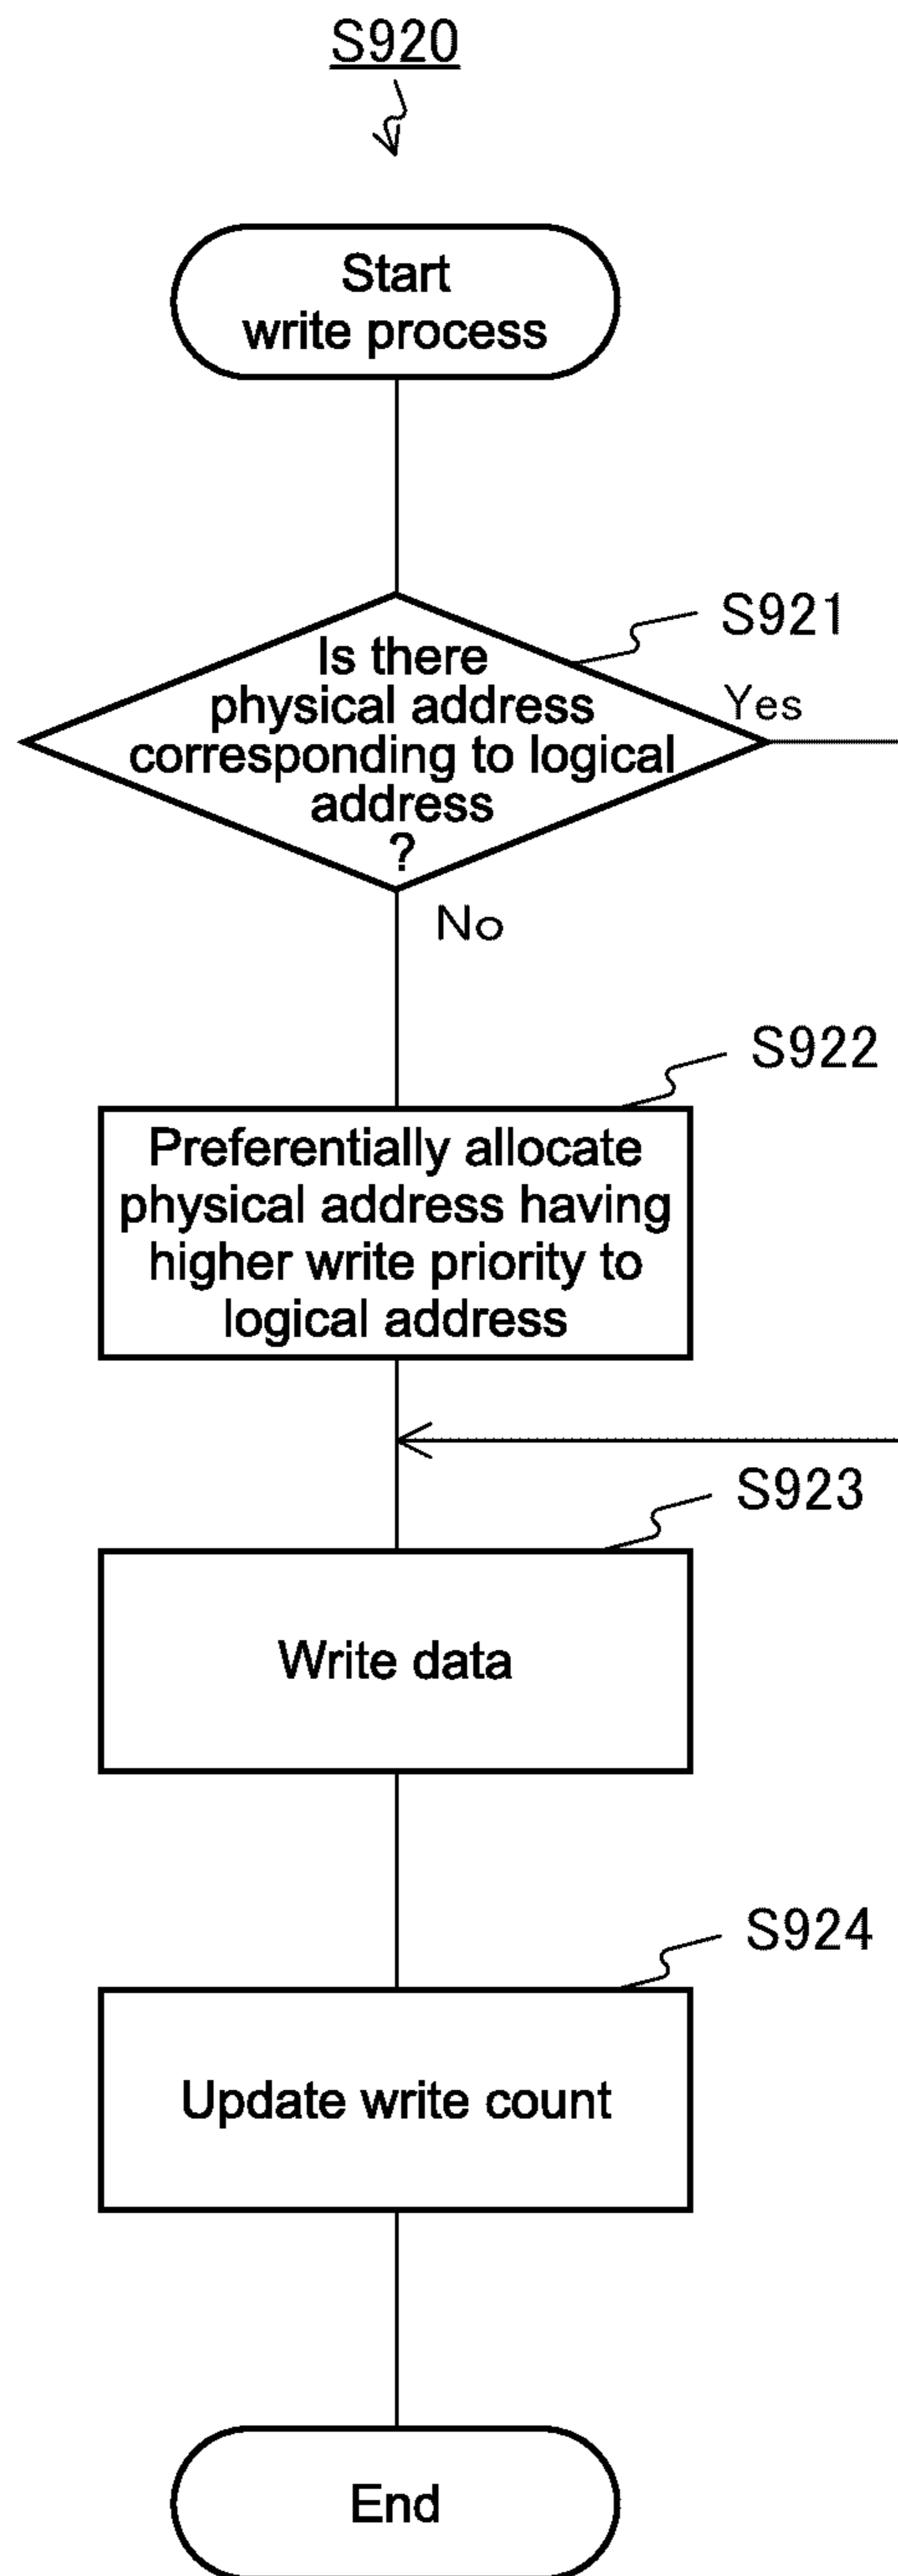 S920
Start
write process
S921
Is there
physical address
corresponding to logical
address
?
Yes
No
S922
Preferentially allocate
physical address having
higher write priority to
logical address
S923
Write data
S924
Update write count
End